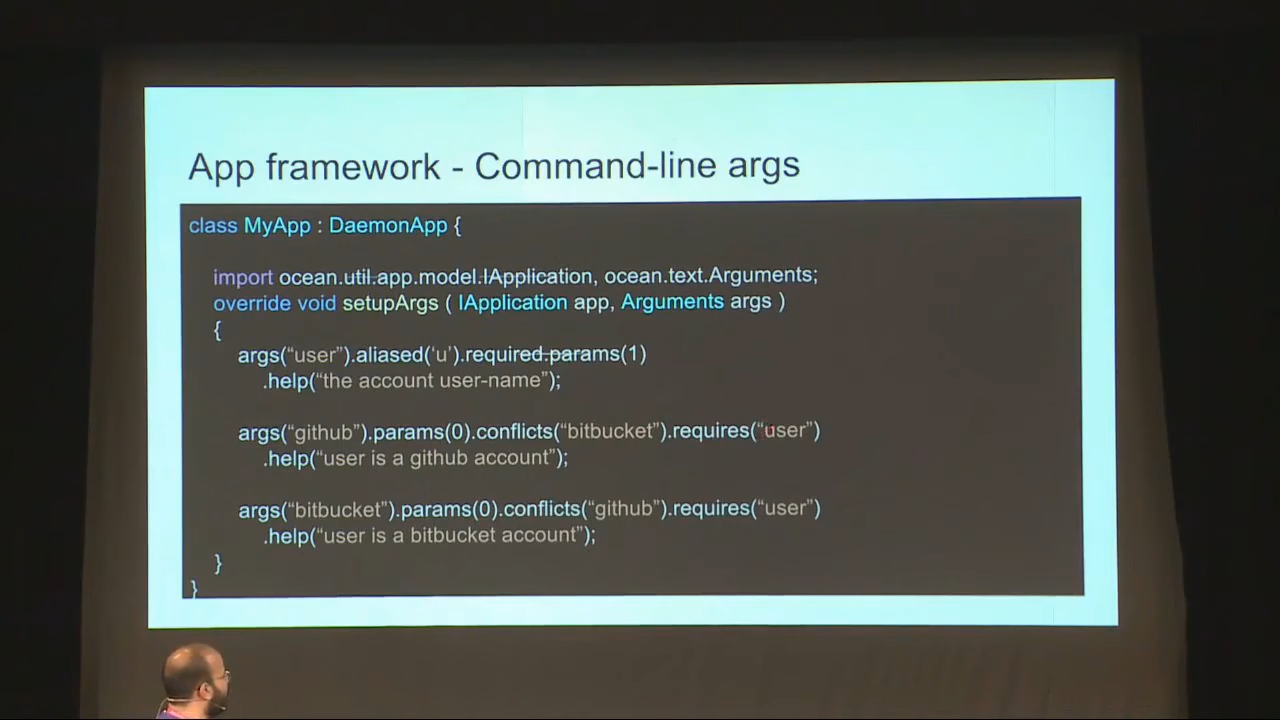 App framework - Command-line args
class MyApp : DaemonApp {
import ocean.util.app.model.IApplication, ocean.text.Arguments;
override void setupArgs ( IApplication app, Arguments args )
{
args(“user”).aliased(‘u’).required.params(1)
.help(“the account user-name”);
args(“github”).params(0).conflicts(“bitbucket”).requires(“user”)
.help(“user is a github account”);
args(“bitbucket”).params(0).conflicts(“github”).requires(“user”)
.help(“user is a bitbucket account”);
}
}